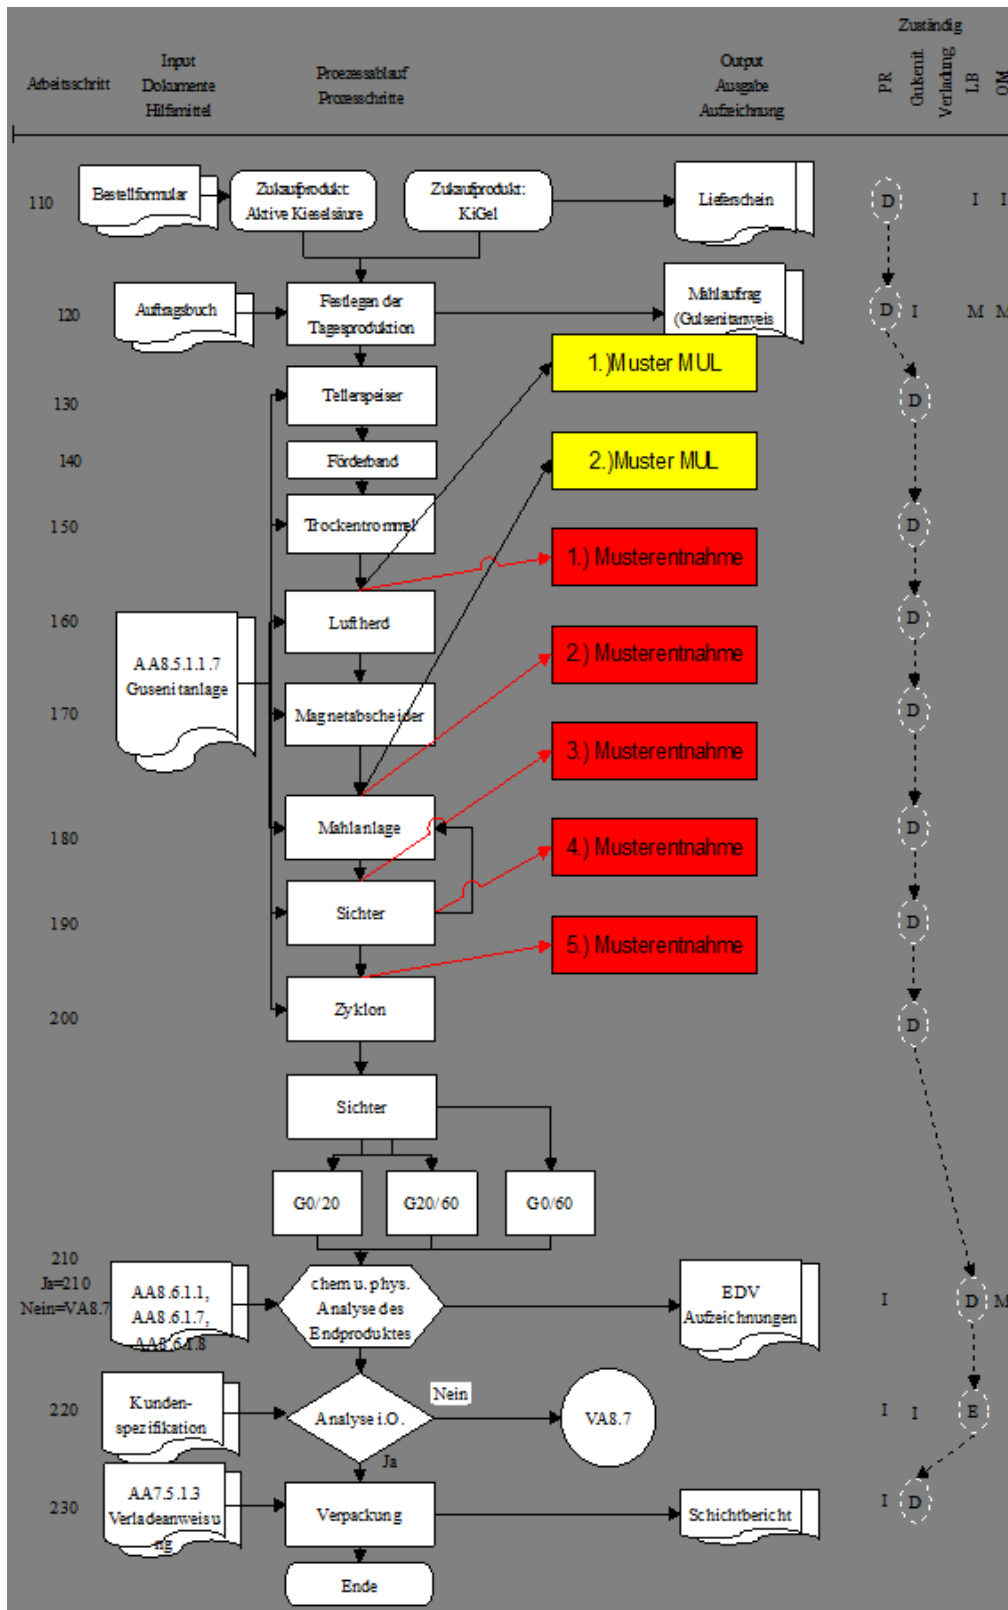 Zuständig
Arbeitsschritt
Input
Dokumente
Hilfsmittel
Prozessablauf
Prozesschritte
Output
Ausgabe
Aufzeichnung
PR
Gulsenit.
Verladung
LB
QM
110
Bestellformular
Zukaufprodukt:
Aktive Kieselsäure
Zukaufprodukt:
KiGel
Lieferschein
D
I
I
120
Auftragsbuch
Festlegen der
Tagesproduktion
Mahlaufrag
(Gulsenitanweis
D
I
M
M
1.)Muster MUL
130
Tellerspeiser
D
140
Förderband
2.)Muster MUL
150
Trockentrommel
D
1.) Musterentnahme
160
Luftherd
D
AA8.5.1.1.7
Gusenitanlage
2.) Musterentnahme
170
Magnetabscheider
D
3.) Musterentnahme
180
Mahlanlage
D
4.) Musterentnahme
190
Sichter
D
5.) Musterentnahme
200
Zyklon
D
Sichter
G0/20
G20/60
G0/60
210
Ja=210
Nein=VA8.7
AA8.6.1.1,
AA8.6.1.7,
AA8.6.1.8
chem u. phys.
Analyse des
Endproduktes
EDV
Aufzeichnungen
I
D
M
220
Kunden-
spezifikation
Analyse i.O.
Nein
VA8.7
I
I
E
Ja
230
AA7.5.1.3
Verladeanweisu
ng
Verpackung
Schichtbericht
I
D
Ende